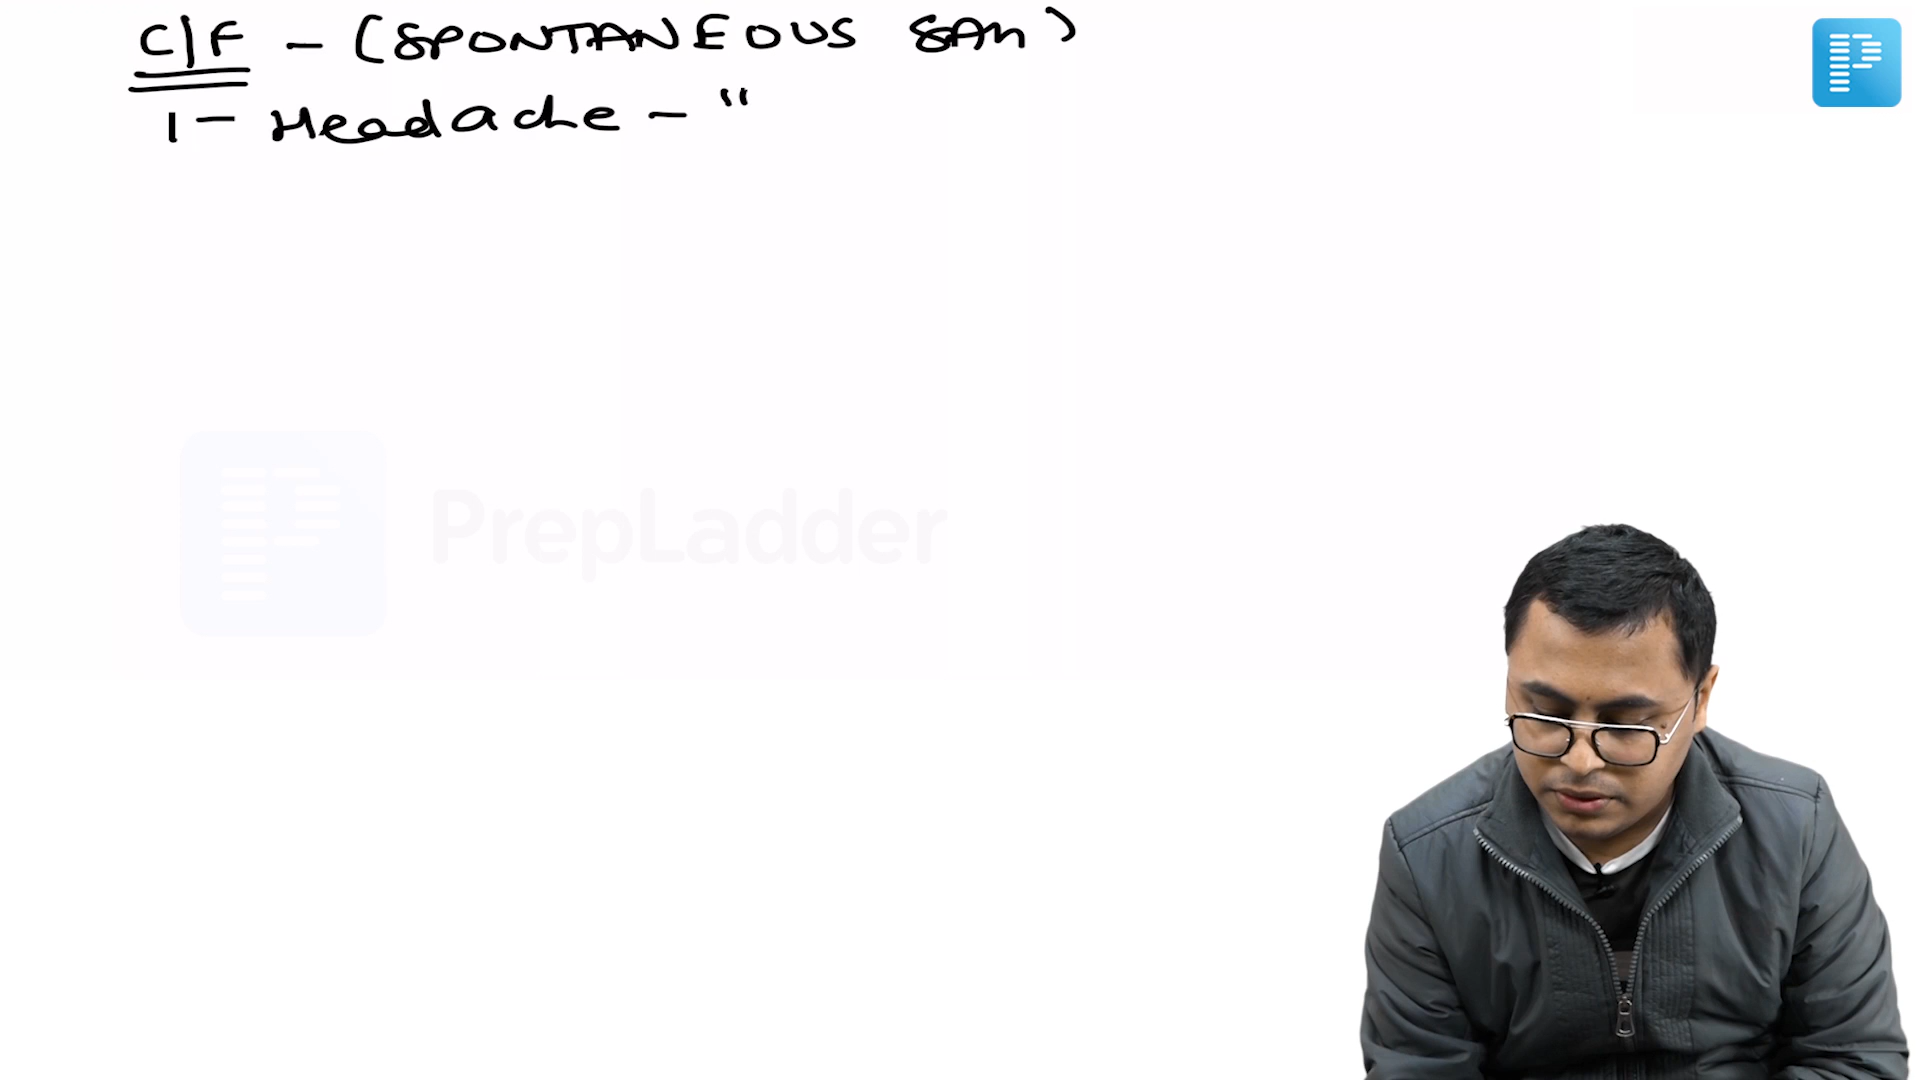 C/F - (SPONTANEOUS SAH)
1- Headache - "
PrepLadder